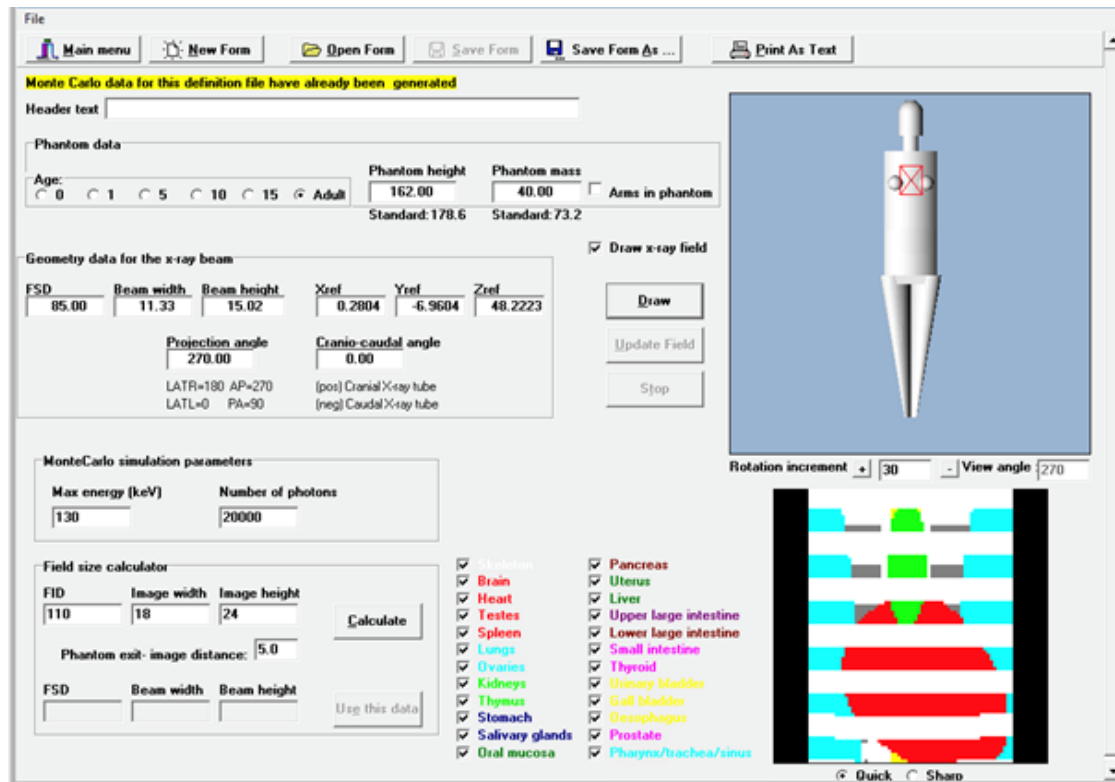 File
Main menu New Form Open Form Save Form Save Form As ... Print As Text
Monte Carlo data for this definition file have already been generated
Header text
Phantom data
Age:
0 1 5 10 15 Adult
Phantom height Phantom mass
162.00 40.00 Arms in phantom
Standard: 178.6 Standard: 73.2
Draw x-ray field
Geometry data for the x-ray beam
FSD Beam width Beam height Xref Yref Zref
85.00 11.33 15.02 0.2804 -6.9604 48.2223
Draw
Projection angle Cranio-caudal angle
270.00 0.00
Update Field
LATR=180 AP=270 (pos) Cranial X-ray tube
LATL=0 PA=90 (neg) Caudal X-ray tube
Stop
Rotation increment + 30 - View angle 270
MonteCarlo simulation parameters
Max energy (keV) Number of photons
130 20000
Field size calculator
FID Image width Image height
110 18 24
Calculate
Phantom exit- image distance: 5.0
FSD Beam width Beam height
Use this data
Skeleton Pancreas
Brain Uterus
Heart Liver
Testes Upper large intestine
Spleen Lower large intestine
Lungs Small intestine
Ovaries Thyroid
Kidneys Urinary bladder
Thymus Gall bladder
Stomach Oesophagus
Salivary glands Prostate
Oral mucosa Pharynx/trachea/sinus
Quick Sharp